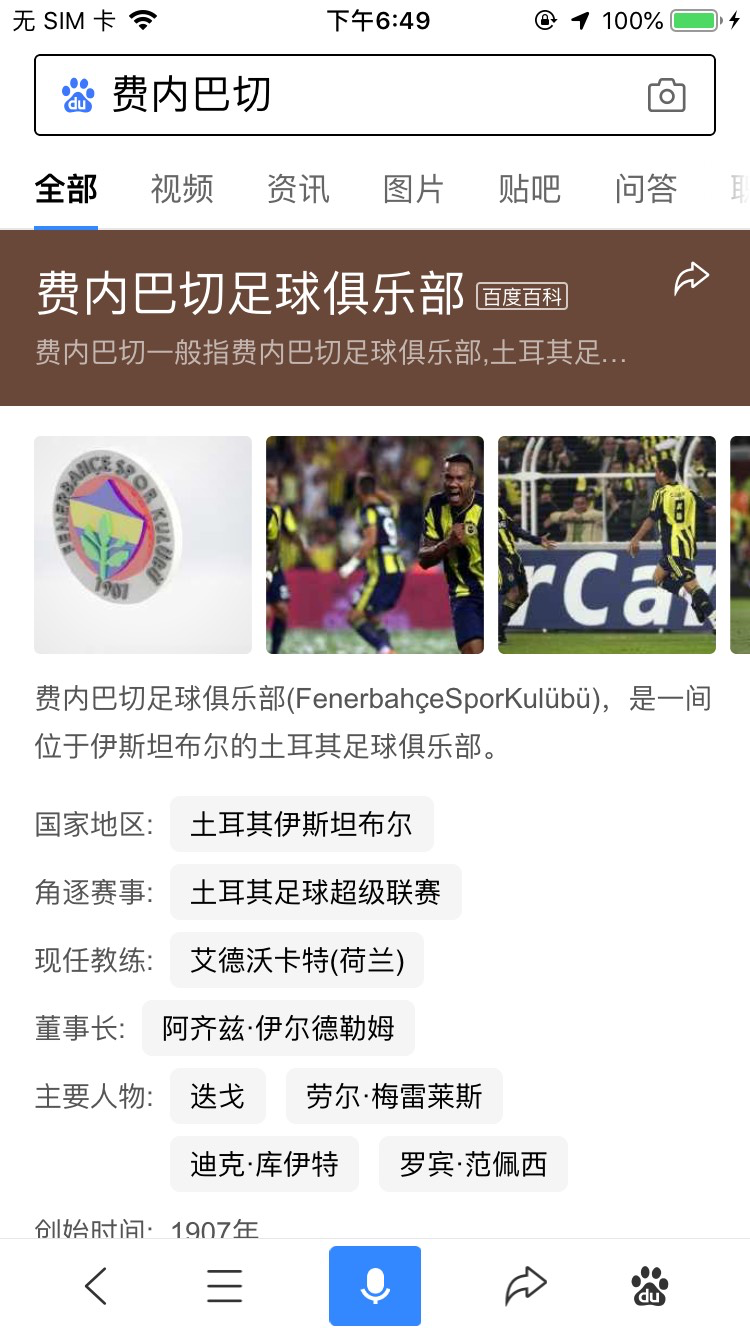 无 SIM 卡 下午6:49 100%
du 费内巴切
全部 视频 资讯 图片 贴吧 问答
费内巴切足球俱乐部 百度百科
费内巴切一般指费内巴切足球俱乐部,土耳其足...
FENERBAHÇE SPOR KULÜBÜ
1907
8
rCar
费内巴切足球俱乐部(FenerbahçeSporKulübü)，是一间
位于伊斯坦布尔的土耳其足球俱乐部。
国家地区: 土耳其伊斯坦布尔
角逐赛事: 土耳其足球超级联赛
现任教练: 艾德沃卡特(荷兰)
董事长: 阿齐兹·伊尔德勒姆
主要人物: 迭戈 劳尔·梅雷莱斯
迪克·库伊特 罗宾·范佩西
创始时间: 1907年
du